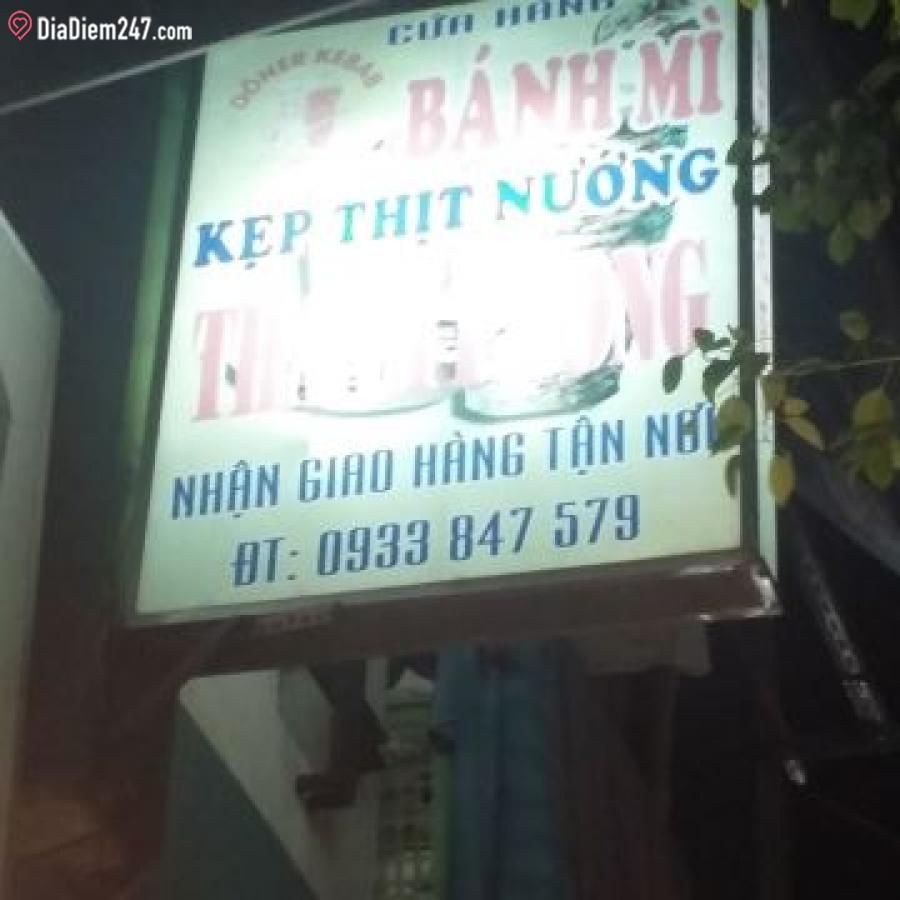 DiaDiem247.com
CỬA HÀNG
DÖNER KEBAB
BÁNH MÌ
KẸP THỊT NƯỚNG
NHẬN GIAO HÀNG TẬN NƠI
ĐT: 0933 847 579